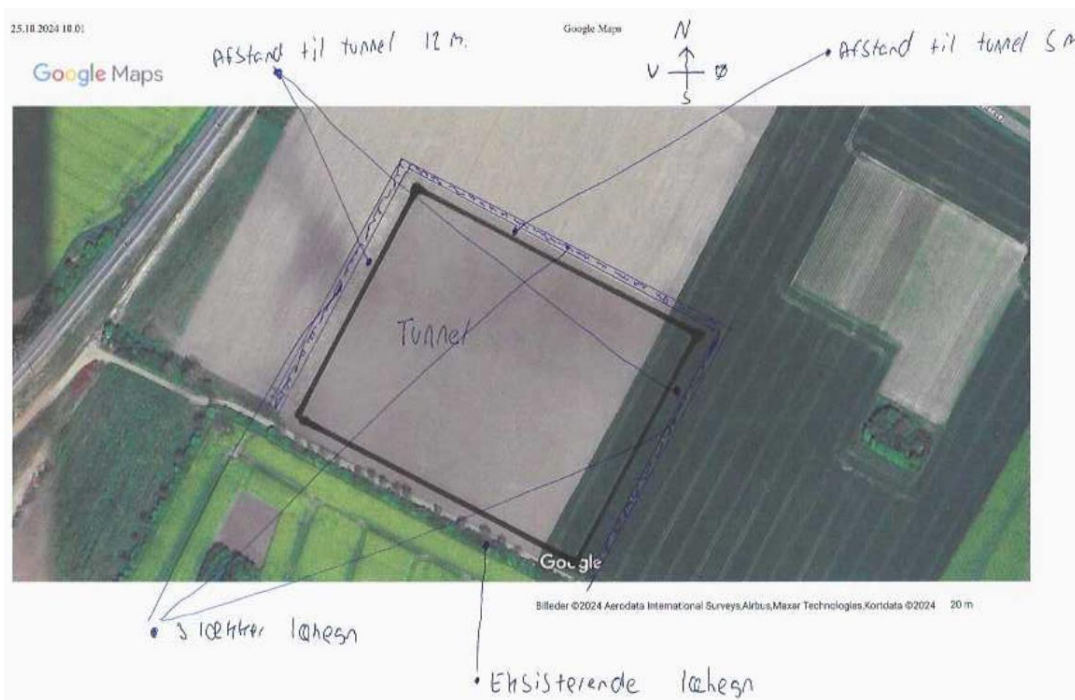 25.10.2024 10.01
Google Maps
Afstand til tunnel 12 m.
N
V Ø
S
Afstand til tunnel 5 m
Google Maps
Tunnel
Google
Billeder ©2024 Aerodata International Surveys,Airbus,Maxar Technologies,Kortdata ©2024 20 m
3 rækker læhegn
Eksisterende læhegn